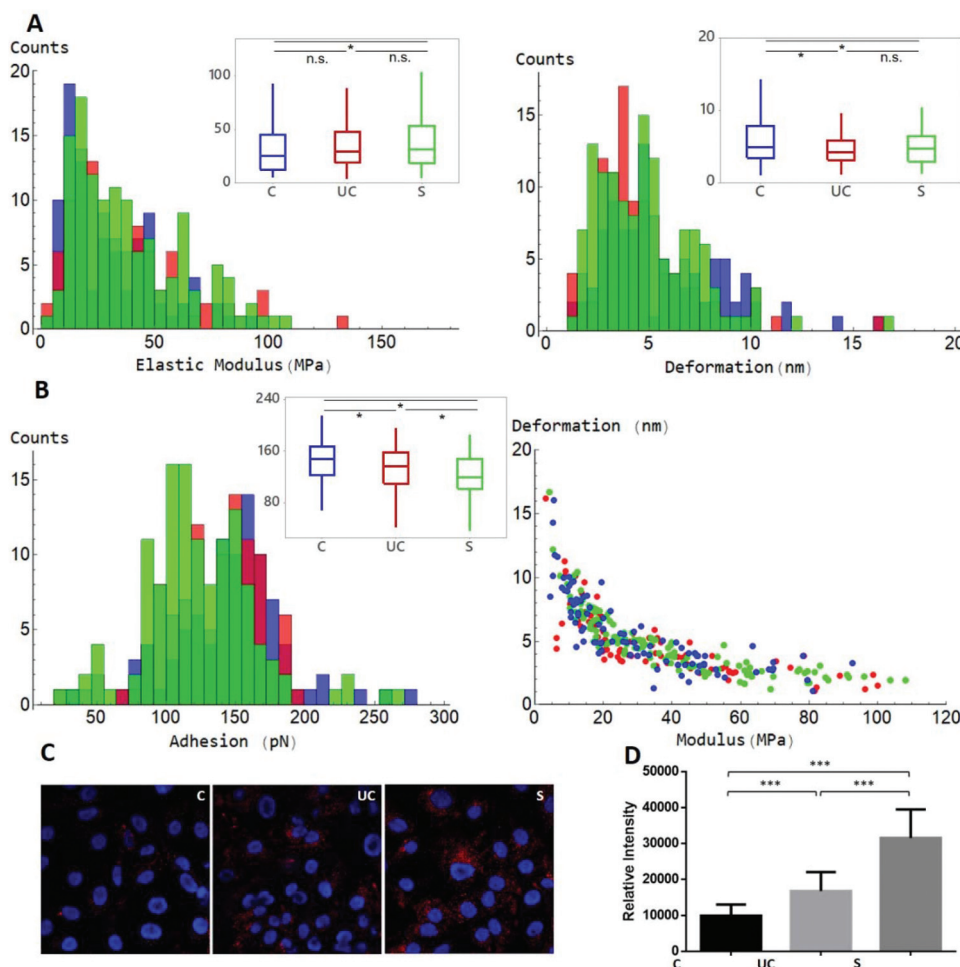 A
Counts
20
15
10
5
0
0 50 100 150
Elastic Modulus (MPa)
100
50
0
*
n.s. n.s.
C UC S
Counts
15
10
5
0
0 5 10 15 20
Deformation (nm)
20
10
0
*
* n.s.
C UC S
B
Counts
20
15
10
5
0
50 100 150 200 250 300
Adhesion (pN)
240
160
80
*
* *
C UC S
Deformation (nm)
20
15
10
5
0
0 20 40 60 80 100 120
Modulus (MPa)
C
C
UC
S
D
Relative Intensity
50000
40000
30000
20000
10000
0
***
*** ***
C UC S